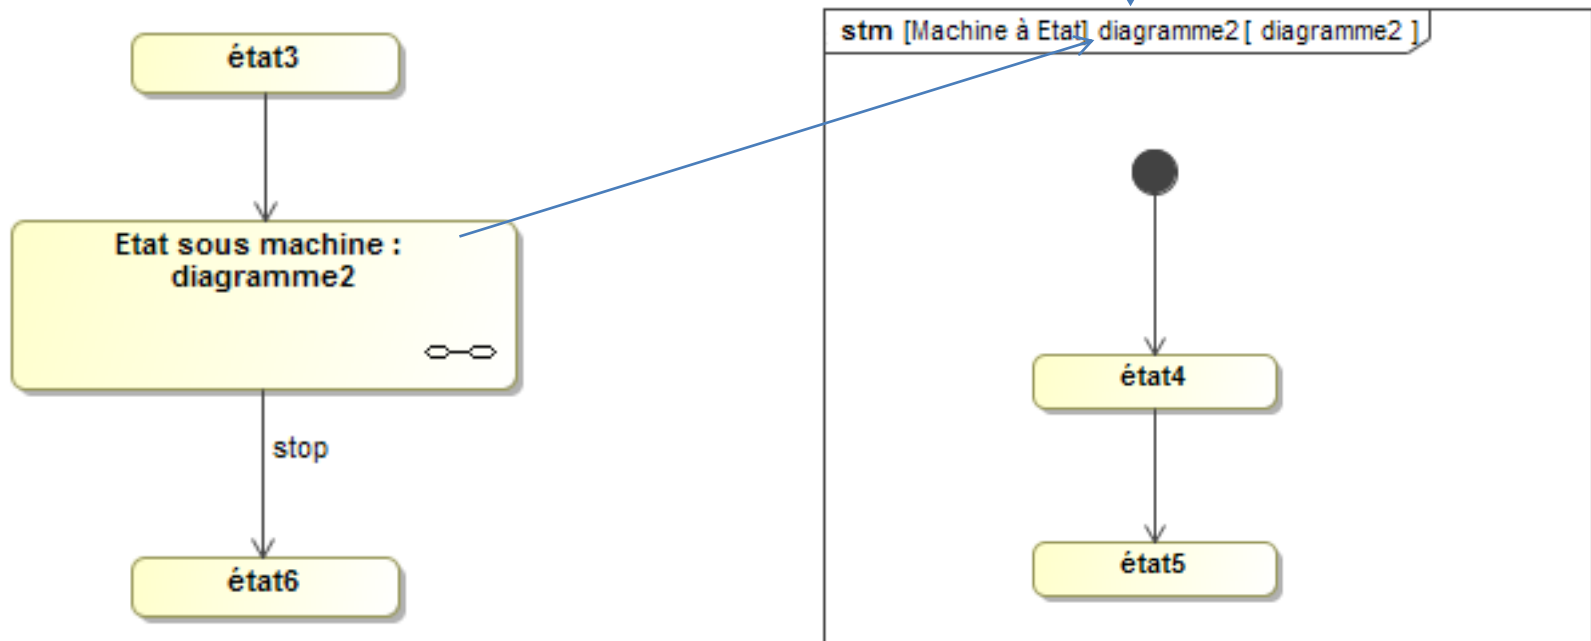 état3
Etat sous machine :
diagramme2
stop
état6
stm [Machine à Etat] diagramme2 [ diagramme2 ]
état4
état5